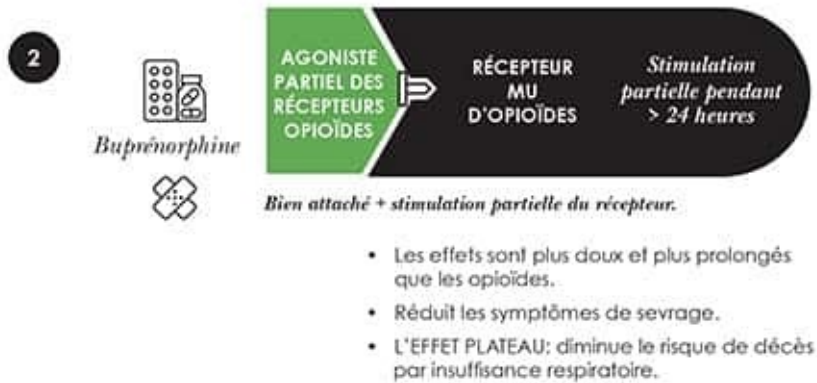 2
Buprénorphine
AGONISTE
PARTIEL DES
RÉCEPTEURS
OPIOÏDES
RÉCEPTEUR
MU
D'OPIOÏDES
Stimulation
partielle pendant
> 24 heures
Bien attaché + stimulation partielle du récepteur.
• Les effets sont plus doux et plus prolongés
que les opioïdes.
• Réduit les symptômes de sevrage.
• L'EFFET PLATEAU: diminue le risque de décès
par insuffisance respiratoire.